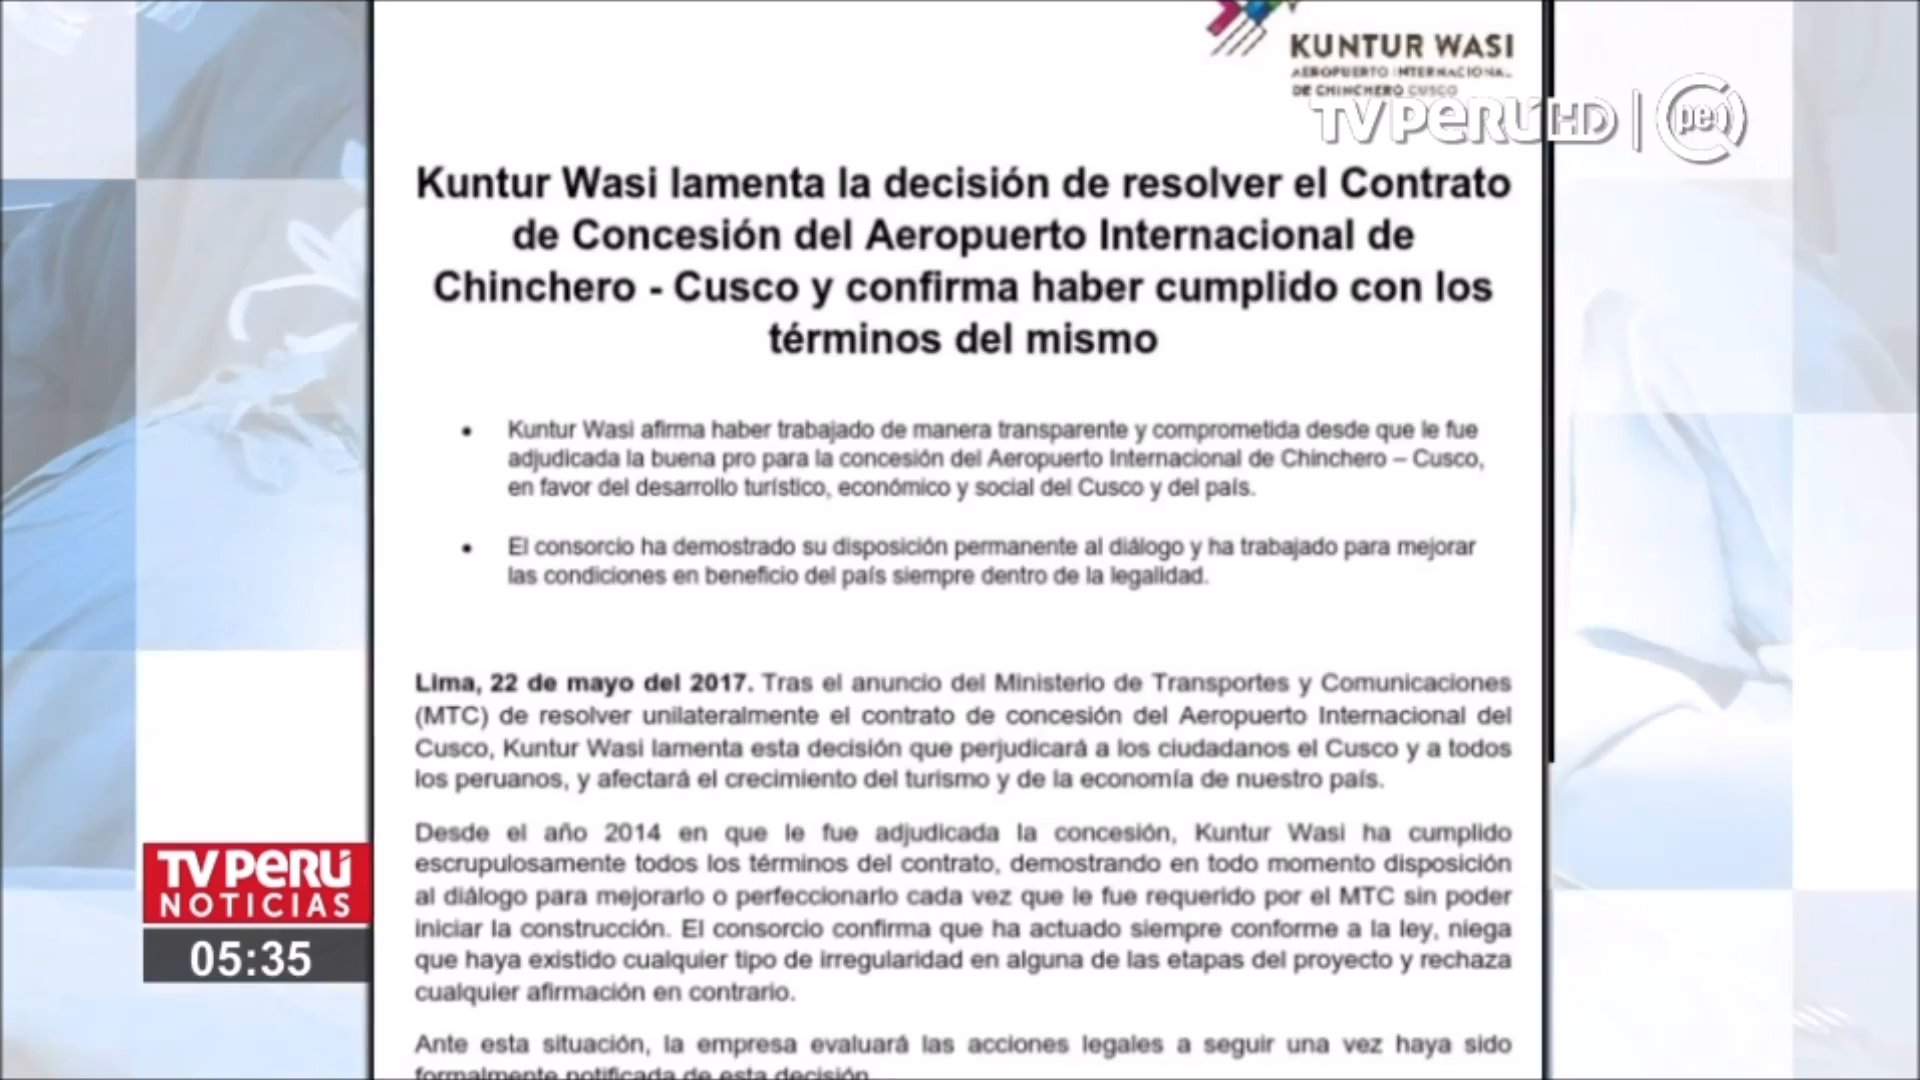 KUNTUR WASI
AEROPUERTO INTERNACIONAL
DE CHINCHERO CUSCO
TVPERÚ HD | pe
Kuntur Wasi lamenta la decisión de resolver el Contrato
de Concesión del Aeropuerto Internacional de
Chinchero - Cusco y confirma haber cumplido con los
términos del mismo
• Kuntur Wasi afirma haber trabajado de manera transparente y comprometida desde que le fue
adjudicada la buena pro para la concesión del Aeropuerto Internacional de Chinchero – Cusco,
en favor del desarrollo turístico, económico y social del Cusco y del país.
• El consorcio ha demostrado su disposición permanente al diálogo y ha trabajado para mejorar
las condiciones en beneficio del país siempre dentro de la legalidad.
Lima, 22 de mayo del 2017. Tras el anuncio del Ministerio de Transportes y Comunicaciones
(MTC) de resolver unilateralmente el contrato de concesión del Aeropuerto Internacional del
Cusco, Kuntur Wasi lamenta esta decisión que perjudicará a los ciudadanos el Cusco y a todos
los peruanos, y afectará el crecimiento del turismo y de la economía de nuestro país.
Desde el año 2014 en que le fue adjudicada la concesión, Kuntur Wasi ha cumplido
escrupulosamente todos los términos del contrato, demostrando en todo momento disposición
al diálogo para mejorarlo o perfeccionarlo cada vez que le fue requerido por el MTC sin poder
iniciar la construcción. El consorcio confirma que ha actuado siempre conforme a la ley, niega
que haya existido cualquier tipo de irregularidad en alguna de las etapas del proyecto y rechaza
cualquier afirmación en contrario.
Ante esta situación, la empresa evaluará las acciones legales a seguir una vez haya sido
formalmente notificada de esta decisión
TVPERÚ
NOTICIAS
05:35